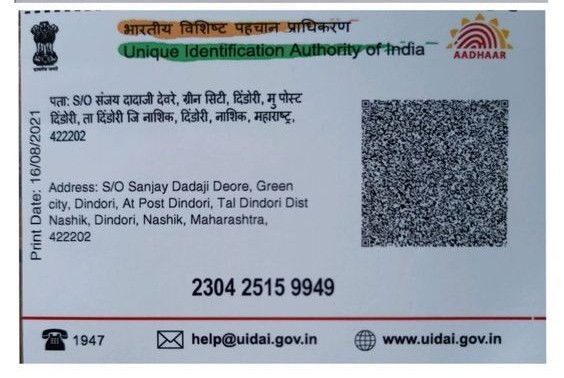 भारतीय विशिष्ट पहचान प्राधिकरण
Unique Identification Authority of India
AADHAAR
Print Date: 16/08/2021
पता: S/O संजय दादाजी देवरे, ग्रीन सिटी, दिंडोरी, मु पोस्ट
दिंडोरी, ता दिंडोरी जि नाशिक, दिंडोरी, नाशिक, महाराष्ट्र,
422202
Address: S/O Sanjay Dadaji Deore, Green
city, Dindori, At Post Dindori, Tal Dindori Dist
Nashik, Dindori, Nashik, Maharashtra,
422202
2304 2515 9949
1947
help@uidai.gov.in
www.uidai.gov.in